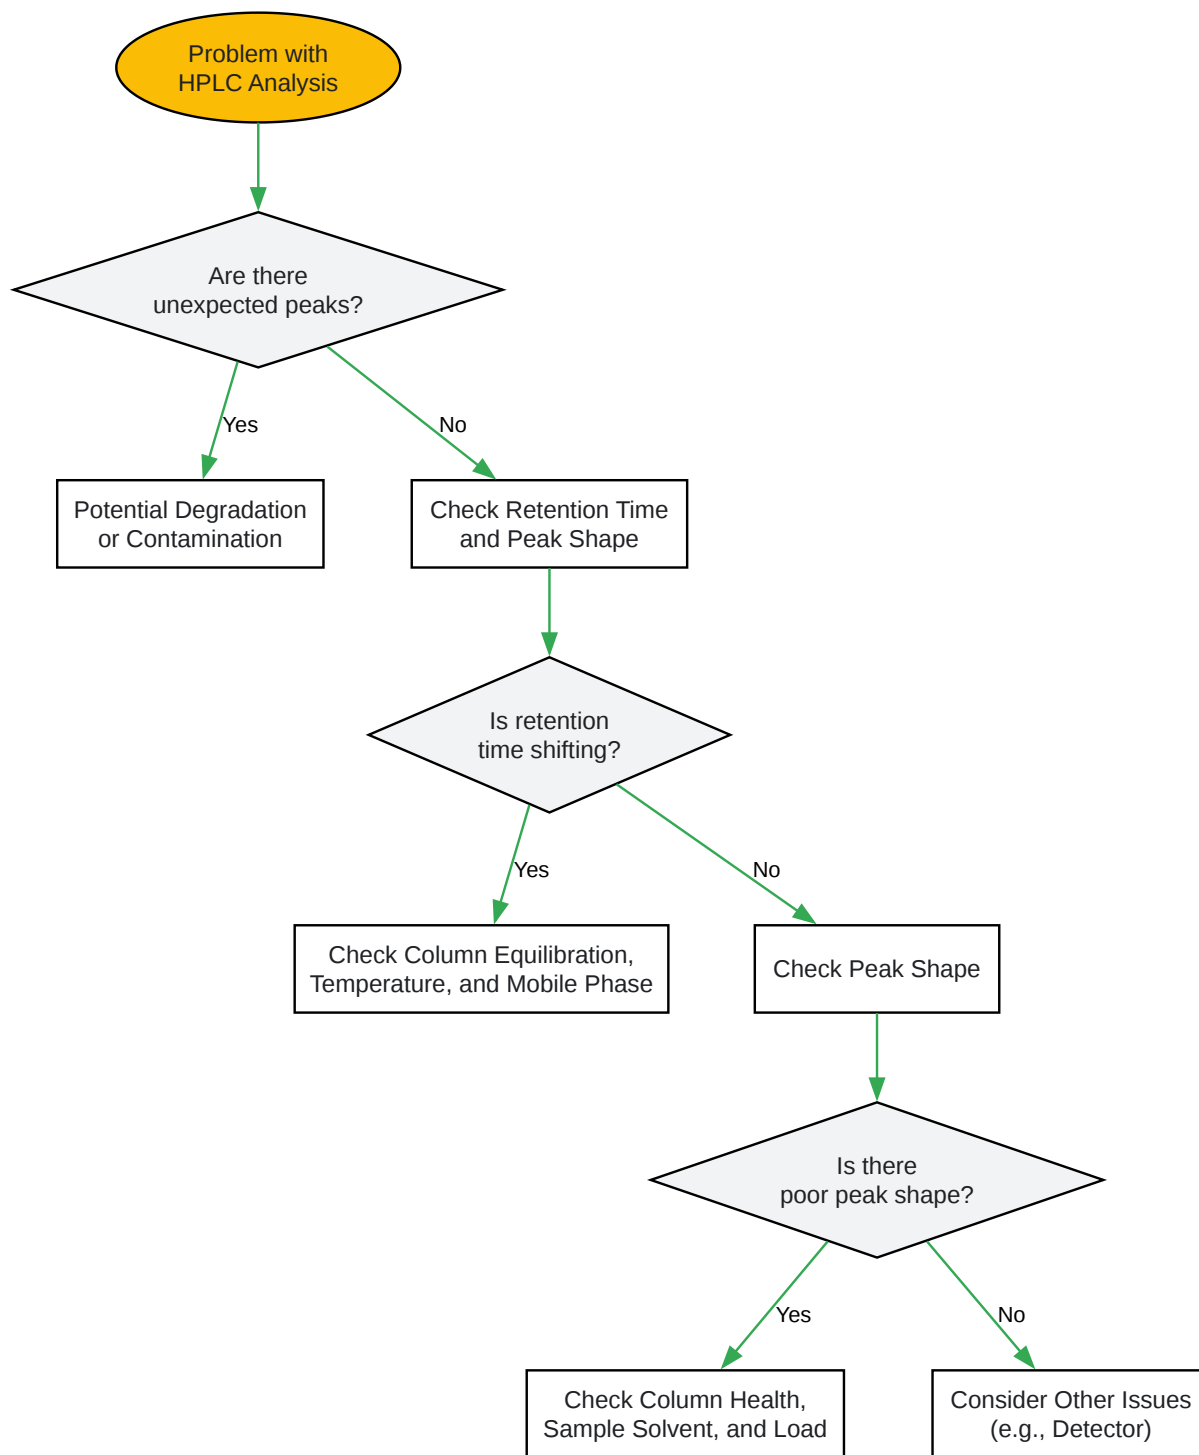 Problem with
HPLC Analysis
Are there
unexpected peaks?
Yes
No
Potential Degradation
or Contamination
Check Retention Time
and Peak Shape
Is retention
time shifting?
Yes
No
Check Column Equilibration,
Temperature, and Mobile Phase
Check Peak Shape
Is there
poor peak shape?
Yes
No
Check Column Health,
Sample Solvent, and Load
Consider Other Issues
(e.g., Detector)